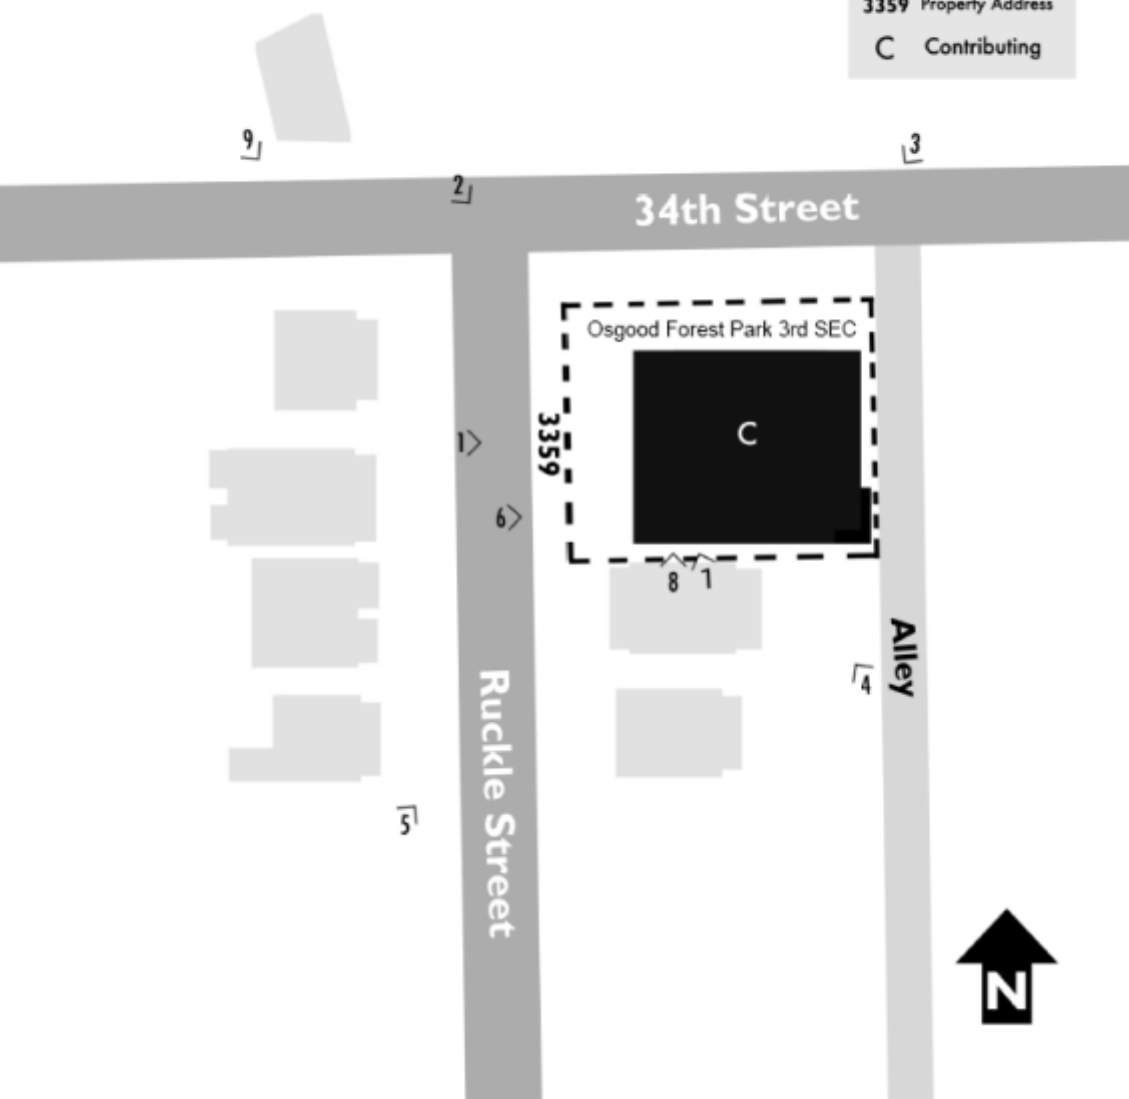 3359 Property Address
C Contributing
9
3
2
34th Street
Osgood Forest Park 3rd SEC
C
3359
1
6
8
7
Alley
4
Ruckle Street
5
N